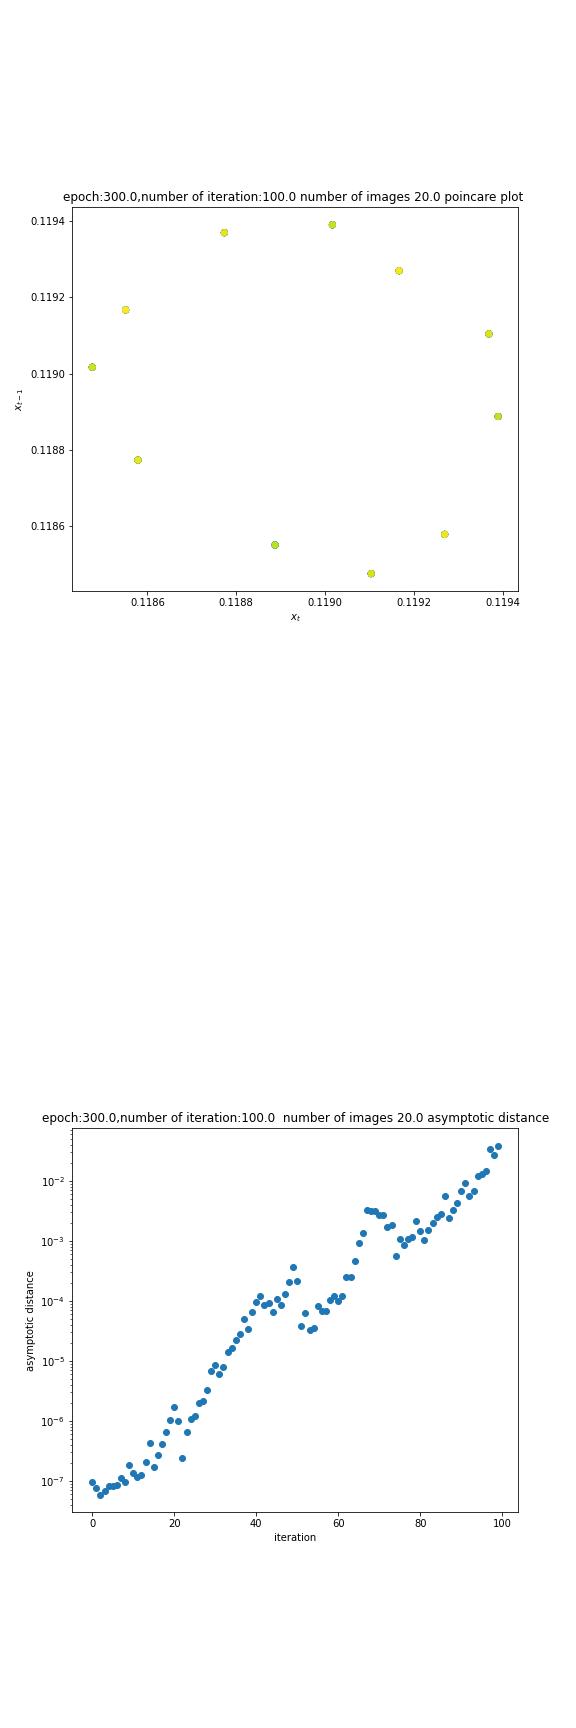 epoch:300.0,number of iteration:100.0 number of images 20.0 poincare plot
0.1194
0.1192
0.1190
0.1188
0.1186
x_{t-1}
0.1186 0.1188 0.1190 0.1192 0.1194
x_t
epoch:300.0,number of iteration:100.0  number of images 20.0 asymptotic distance
10^{-2}
10^{-3}
10^{-4}
10^{-5}
10^{-6}
10^{-7}
asymptotic distance
0 20 40 60 80 100
iteration